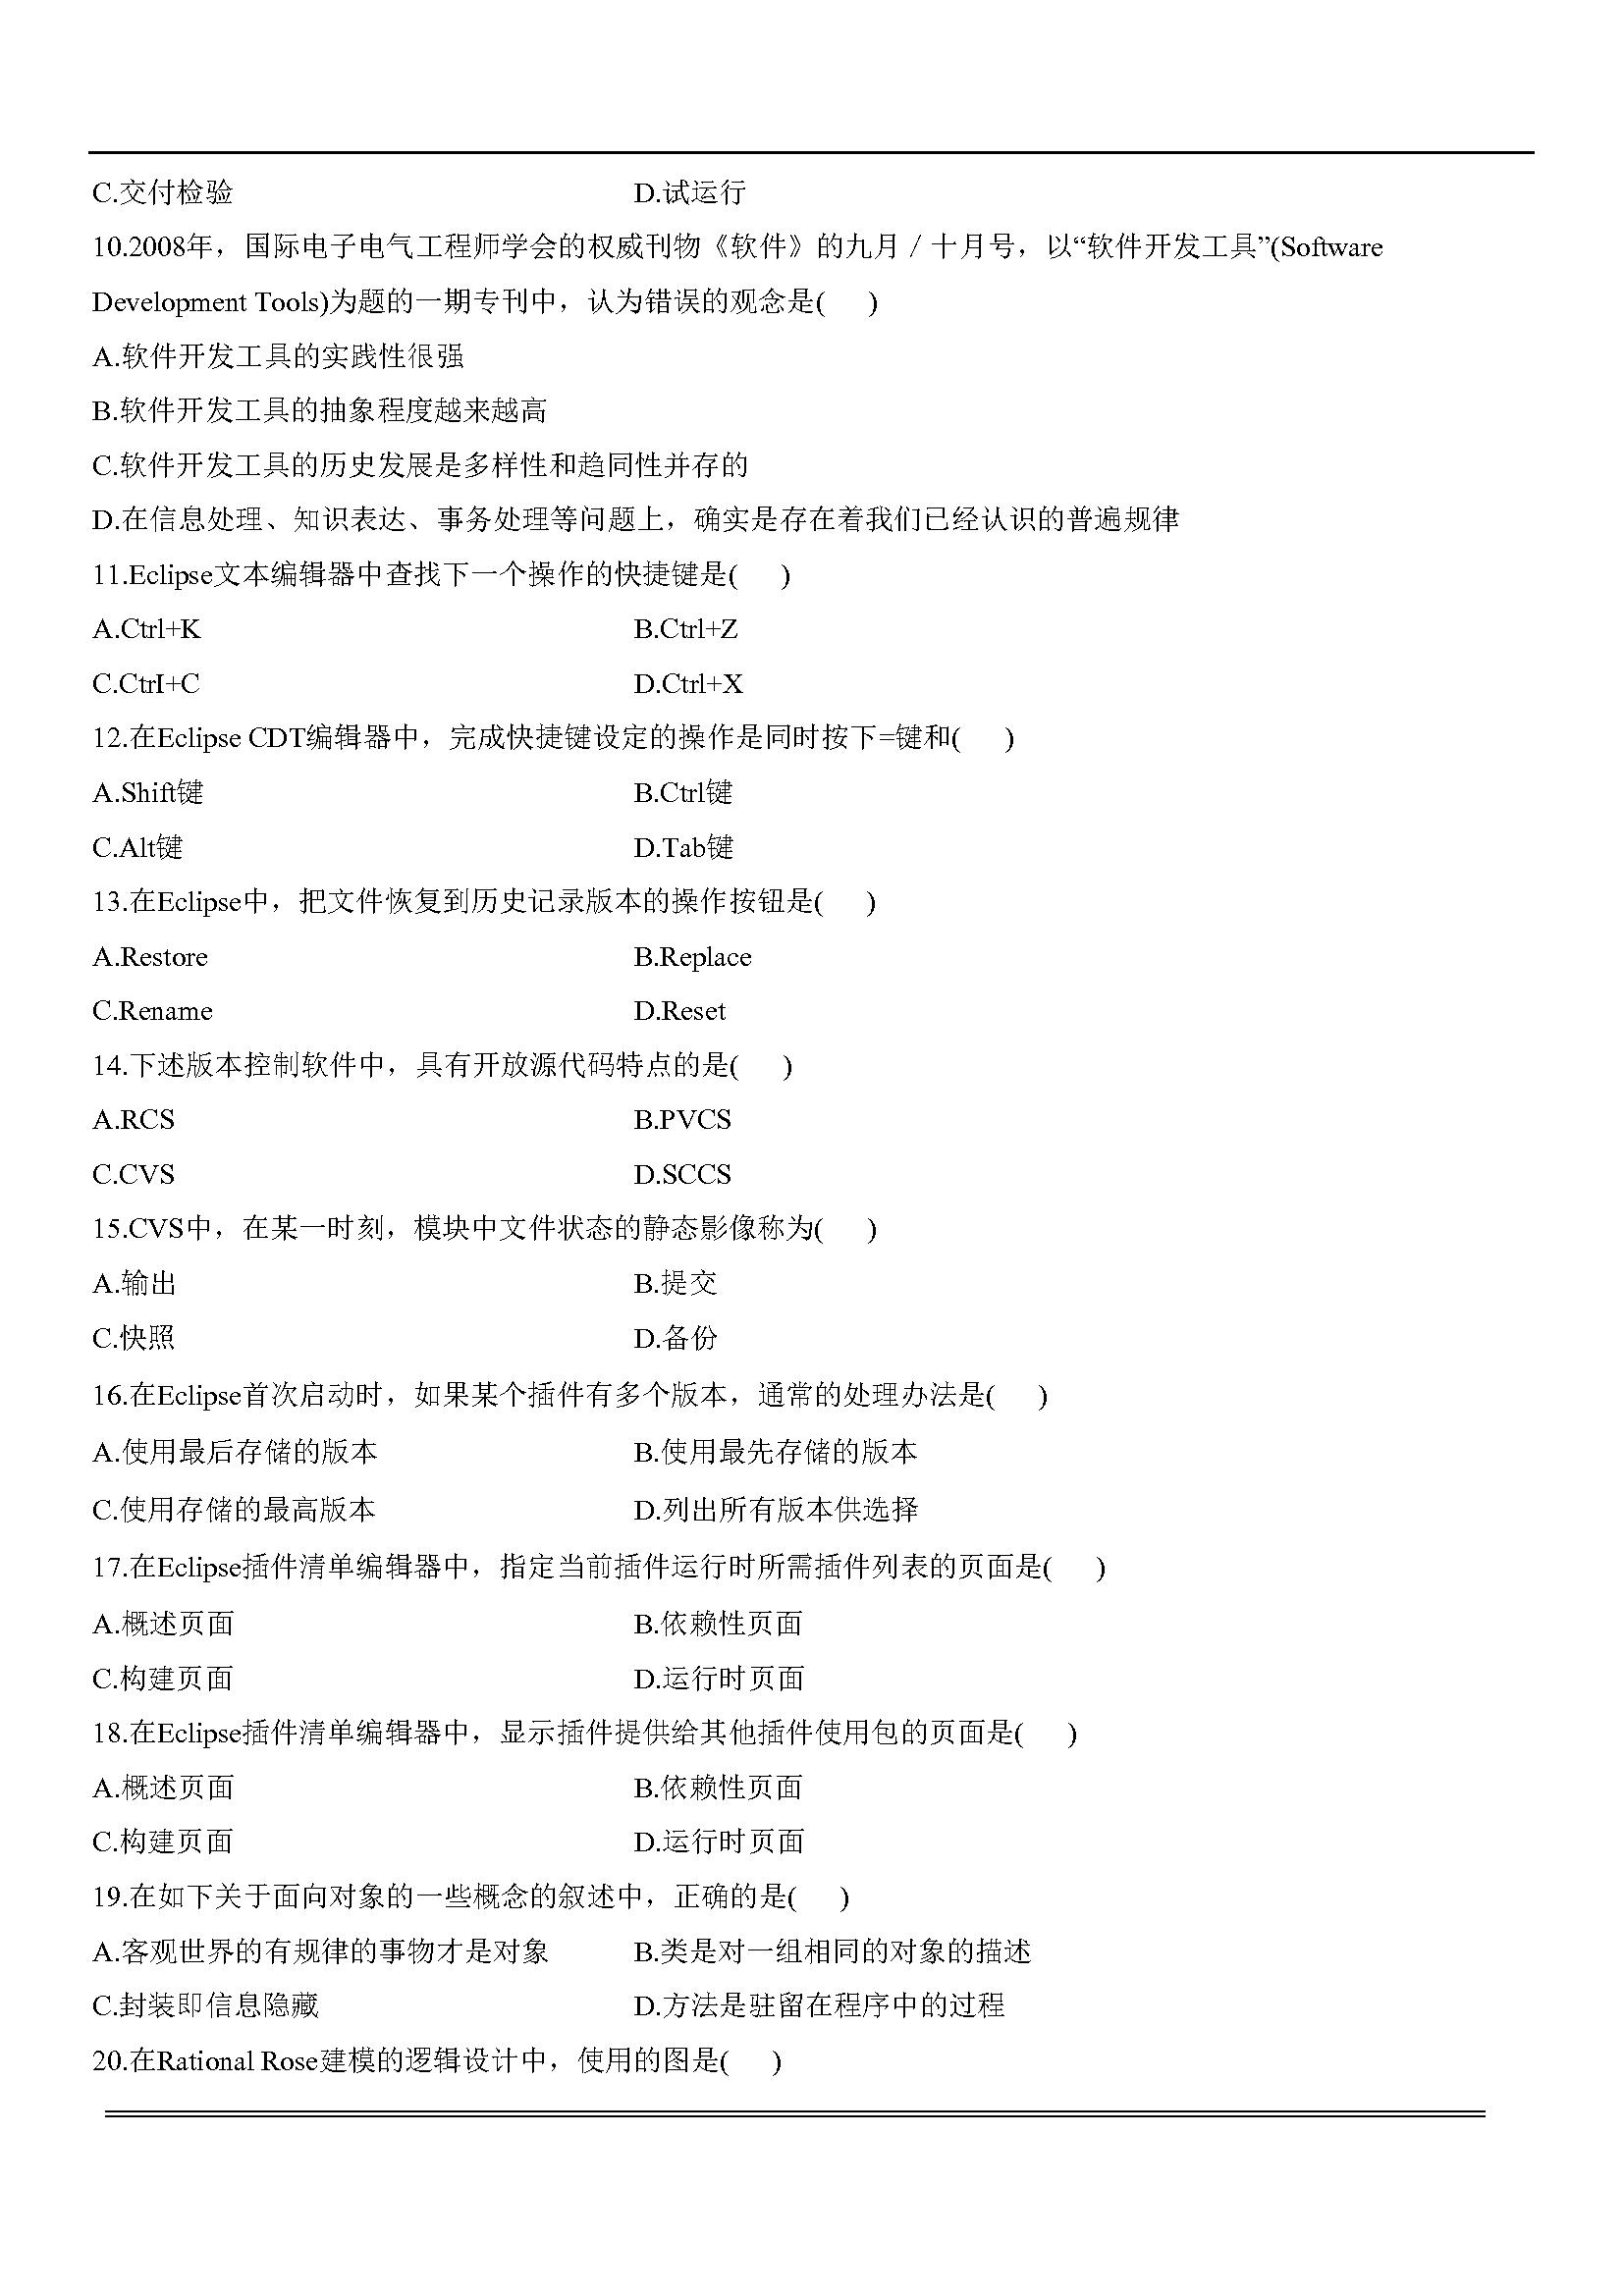 C.交付检验 D.试运行
10.2008年，国际电子电气工程师学会的权威刊物《软件》的九月／十月号，以“软件开发工具”(Software
Development Tools)为题的一期专刊中，认为错误的观念是( )
A.软件开发工具的实践性很强
B.软件开发工具的抽象程度越来越高
C.软件开发工具的历史发展是多样性和趋同性并存的
D.在信息处理、知识表达、事务处理等问题上，确实是存在着我们已经认识的普遍规律
11.Eclipse文本编辑器中查找下一个操作的快捷键是( )
A.Ctrl+K B.Ctrl+Z
C.CtrI+C D.Ctrl+X
12.在Eclipse CDT编辑器中，完成快捷键设定的操作是同时按下=键和( )
A.Shift键 B.Ctrl键
C.Alt键 D.Tab键
13.在Eclipse中，把文件恢复到历史记录版本的操作按钮是( )
A.Restore B.Replace
C.Rename D.Reset
14.下述版本控制软件中，具有开放源代码特点的是( )
A.RCS B.PVCS
C.CVS D.SCCS
15.CVS中，在某一时刻，模块中文件状态的静态影像称为( )
A.输出 B.提交
C.快照 D.备份
16.在Eclipse首次启动时，如果某个插件有多个版本，通常的处理办法是( )
A.使用最后存储的版本 B.使用最先存储的版本
C.使用存储的最高版本 D.列出所有版本供选择
17.在Eclipse插件清单编辑器中，指定当前插件运行时所需插件列表的页面是( )
A.概述页面 B.依赖性页面
C.构建页面 D.运行时页面
18.在Eclipse插件清单编辑器中，显示插件提供给其他插件使用包的页面是( )
A.概述页面 B.依赖性页面
C.构建页面 D.运行时页面
19.在如下关于面向对象的一些概念的叙述中，正确的是( )
A.客观世界的有规律的事物才是对象 B.类是对一组相同的对象的描述
C.封装即信息隐藏 D.方法是驻留在程序中的过程
20.在Rational Rose建模的逻辑设计中，使用的图是( )